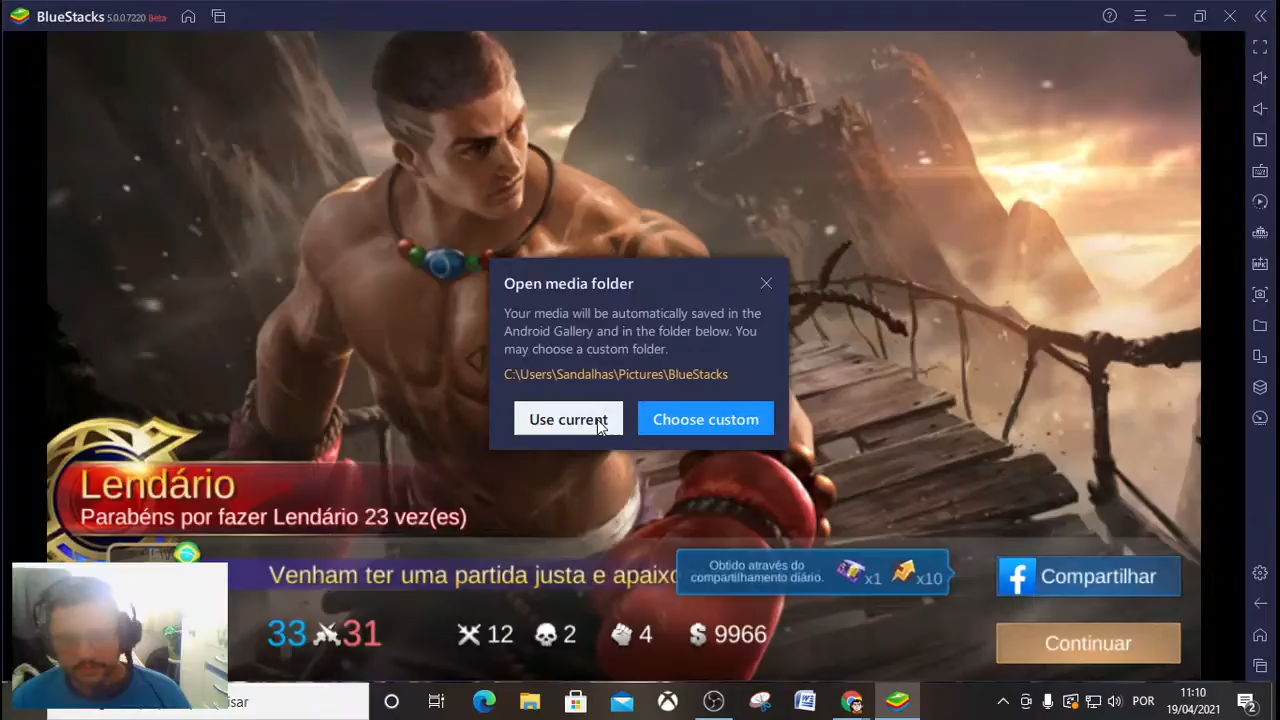 BlueStacks 5.0.0.7220 Beta
Open media folder
Your media will be automatically saved in the
Android Gallery and in the folder below. You
may choose a custom folder.
C:\Users\Sandalhas\Pictures\BlueStacks
Use current
Choose custom
Lendário
Parabéns por fazer Lendário 23 vez(es)
Venham ter uma partida justa e apaixo
Obtido através do
compartilhamento diário.
x1
x10
Compartilhar
33 31
12
2
4
$ 9966
Continuar
isar
POR
11:10
19/04/2021
2